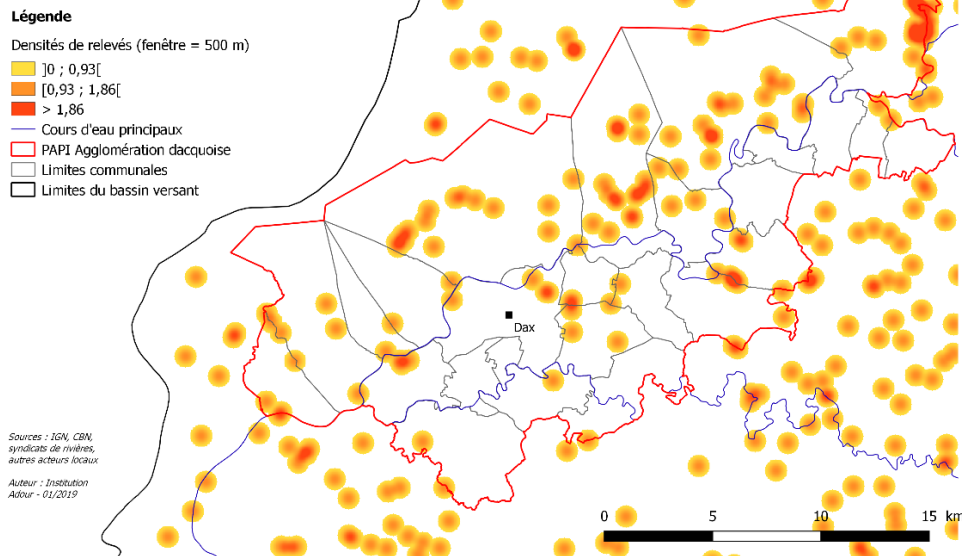 Légende
Densités de relevés (fenêtre = 500 m)
]0 ; 0,93[
[0,93 ; 1,86[
> 1,86
Cours d'eau principaux
PAPI Agglomération dacquoise
Limites communales
Limites du bassin versant
Dax
Sources : IGN, CBN,
syndicats de rivières,
autres acteurs locaux
Auteur : Institution
Adour - 01/2019
0 5 10 15 km